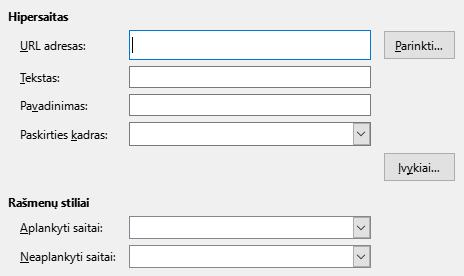 Hipersaitas
URL adresas:
Parinkti...
Tekstas:
Pavadinimas:
Paskirties kadras:
Įvykiai...
Rašmenų stiliai
Aplankyti saitai:
Neaplankyti saitai: